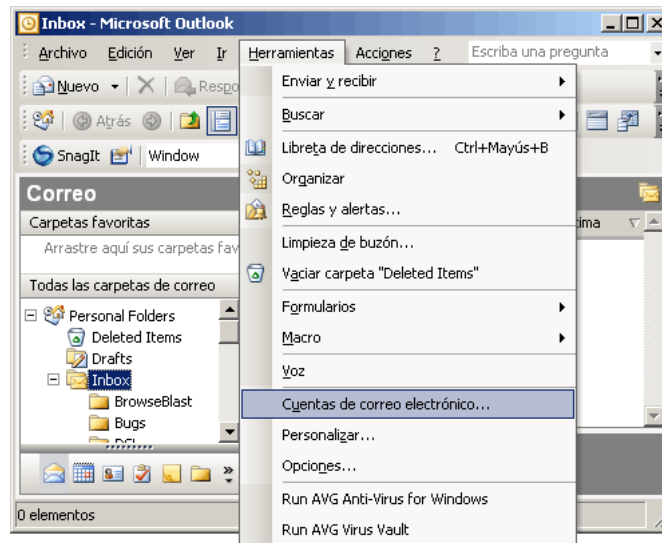 Inbox - Microsoft Outlook
Archivo Edición Ver Ir Herramientas Acciones ? Escriba una pregunta
Nuevo Respo
Atrás
SnagIt Window
Correo
Carpetas favoritas
Arrastre aquí sus carpetas fav
Todas las carpetas de correo
Personal Folders
Deleted Items
Drafts
Inbox
BrowseBlast
Bugs
0 elementos
Enviar y recibir
Buscar
Libreta de direcciones... Ctrl+Mayús+B
Organizar
Reglas y alertas...
Limpieza de buzón...
Vaciar carpeta "Deleted Items"
Formularios
Macro
Voz
Cuentas de correo electrónico...
Personalizar...
Opciones...
Run AVG Anti-Virus for Windows
Run AVG Virus Vault
tima